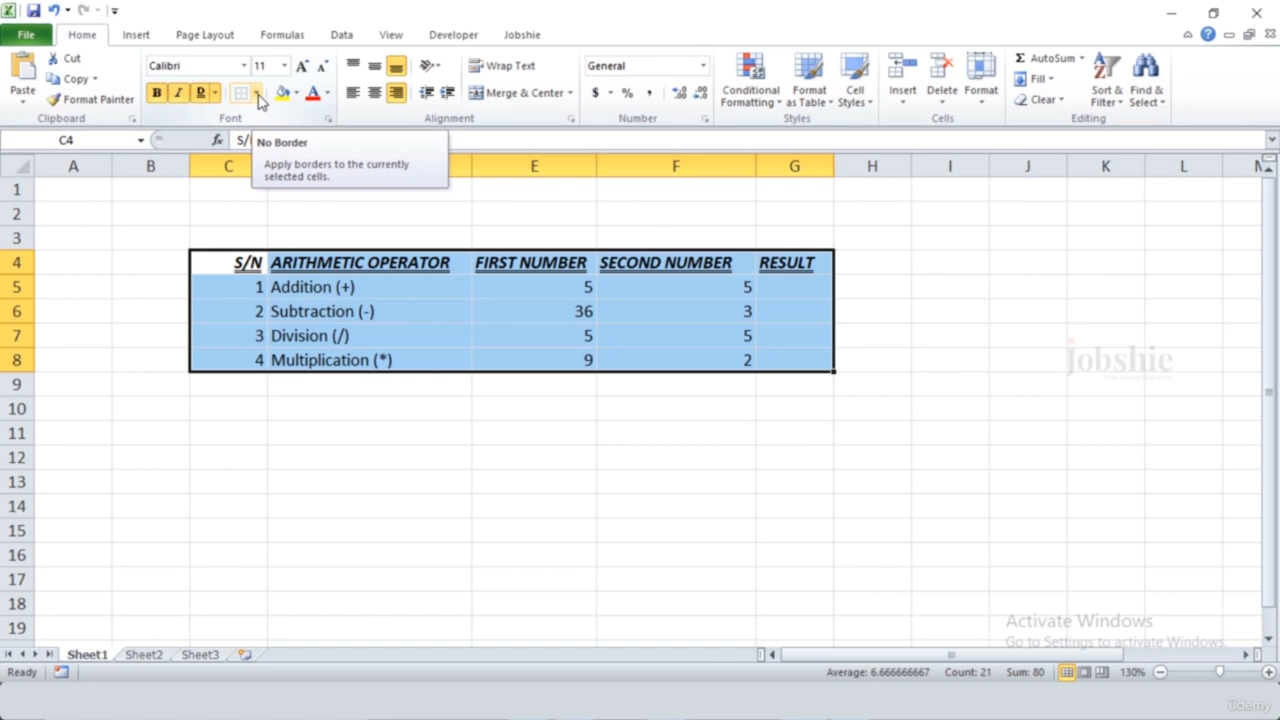 File Home Insert Page Layout Formulas Data View Developer Jobshie
Paste Cut Copy Format Painter Clipboard
Calibri 11 B I D A Font
Wrap Text Merge & Center Alignment
General $ % , Number
Conditional Formatting Format as Table Cell Styles Styles
Insert Delete Format Cells
Σ AutoSum Fill Clear Sort & Filter Find & Select Editing
C4 fx S/
No Border
Apply borders to the currently
selected cells.
A B C E F G H I J K L
1
2
3
4 S/N ARITHMETIC OPERATOR FIRST NUMBER SECOND NUMBER RESULT
5 1 Addition (+) 5 5
6 2 Subtraction (-) 36 3
7 3 Division (/) 5 5
8 4 Multiplication (*) 9 2
jobshie
9
10
11
12
13
14
15
16
17
18
19
Activate Windows
Go to Settings to activate Windows.
Sheet1 Sheet2 Sheet3
Ready Average: 6.666666667 Count: 21 Sum: 80 130%
Udemy